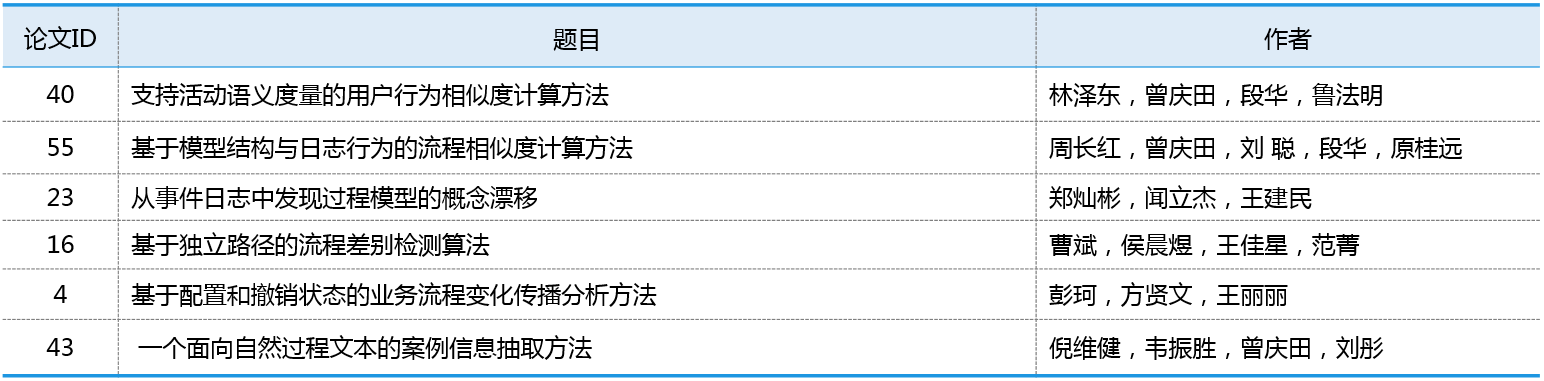 论文ID 题目 作者
40 支持活动语义度量的用户行为相似度计算方法 林泽东，曾庆田，段华，鲁法明
55 基于模型结构与日志行为的流程相似度计算方法 周长红，曾庆田，刘 聪，段华，原桂远
23 从事件日志中发现过程模型的概念漂移 郑灿彬，闻立杰，王建民
16 基于独立路径的流程差别检测算法 曹斌，侯晨煜，王佳星，范菁
4 基于配置和撤销状态的业务流程变化传播分析方法 彭珂，方贤文，王丽丽
43 一个面向自然过程文本的案例信息抽取方法 倪维健，韦振胜，曾庆田，刘彤